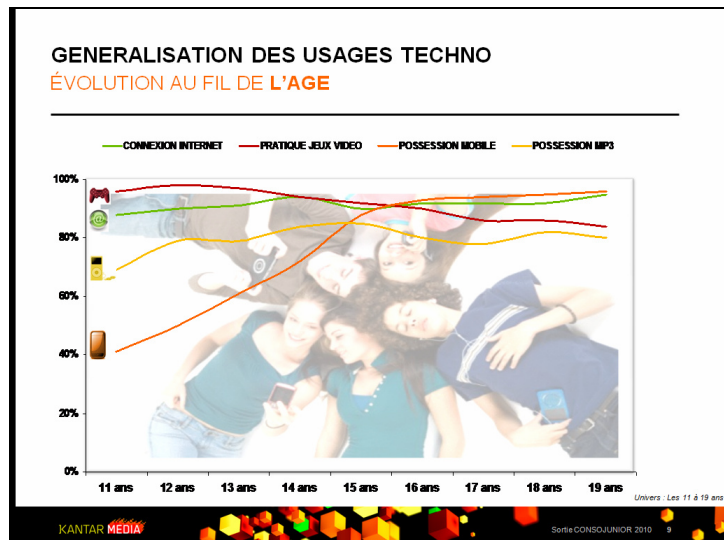 GENERALISATION DES USAGES TECHNO
ÉVOLUTION AU FIL DE L'AGE
CONNEXION INTERNET PRATIQUE JEUX VIDEO POSSESSION MOBILE POSSESSION MP3
100%
80%
60%
40%
20%
0%
11 ans 12 ans 13 ans 14 ans 15 ans 16 ans 17 ans 18 ans 19 ans
Univers : Les 11 à 19 ans
KANTAR MEDIA
Sortie CONSOJUNIOR 2010 9